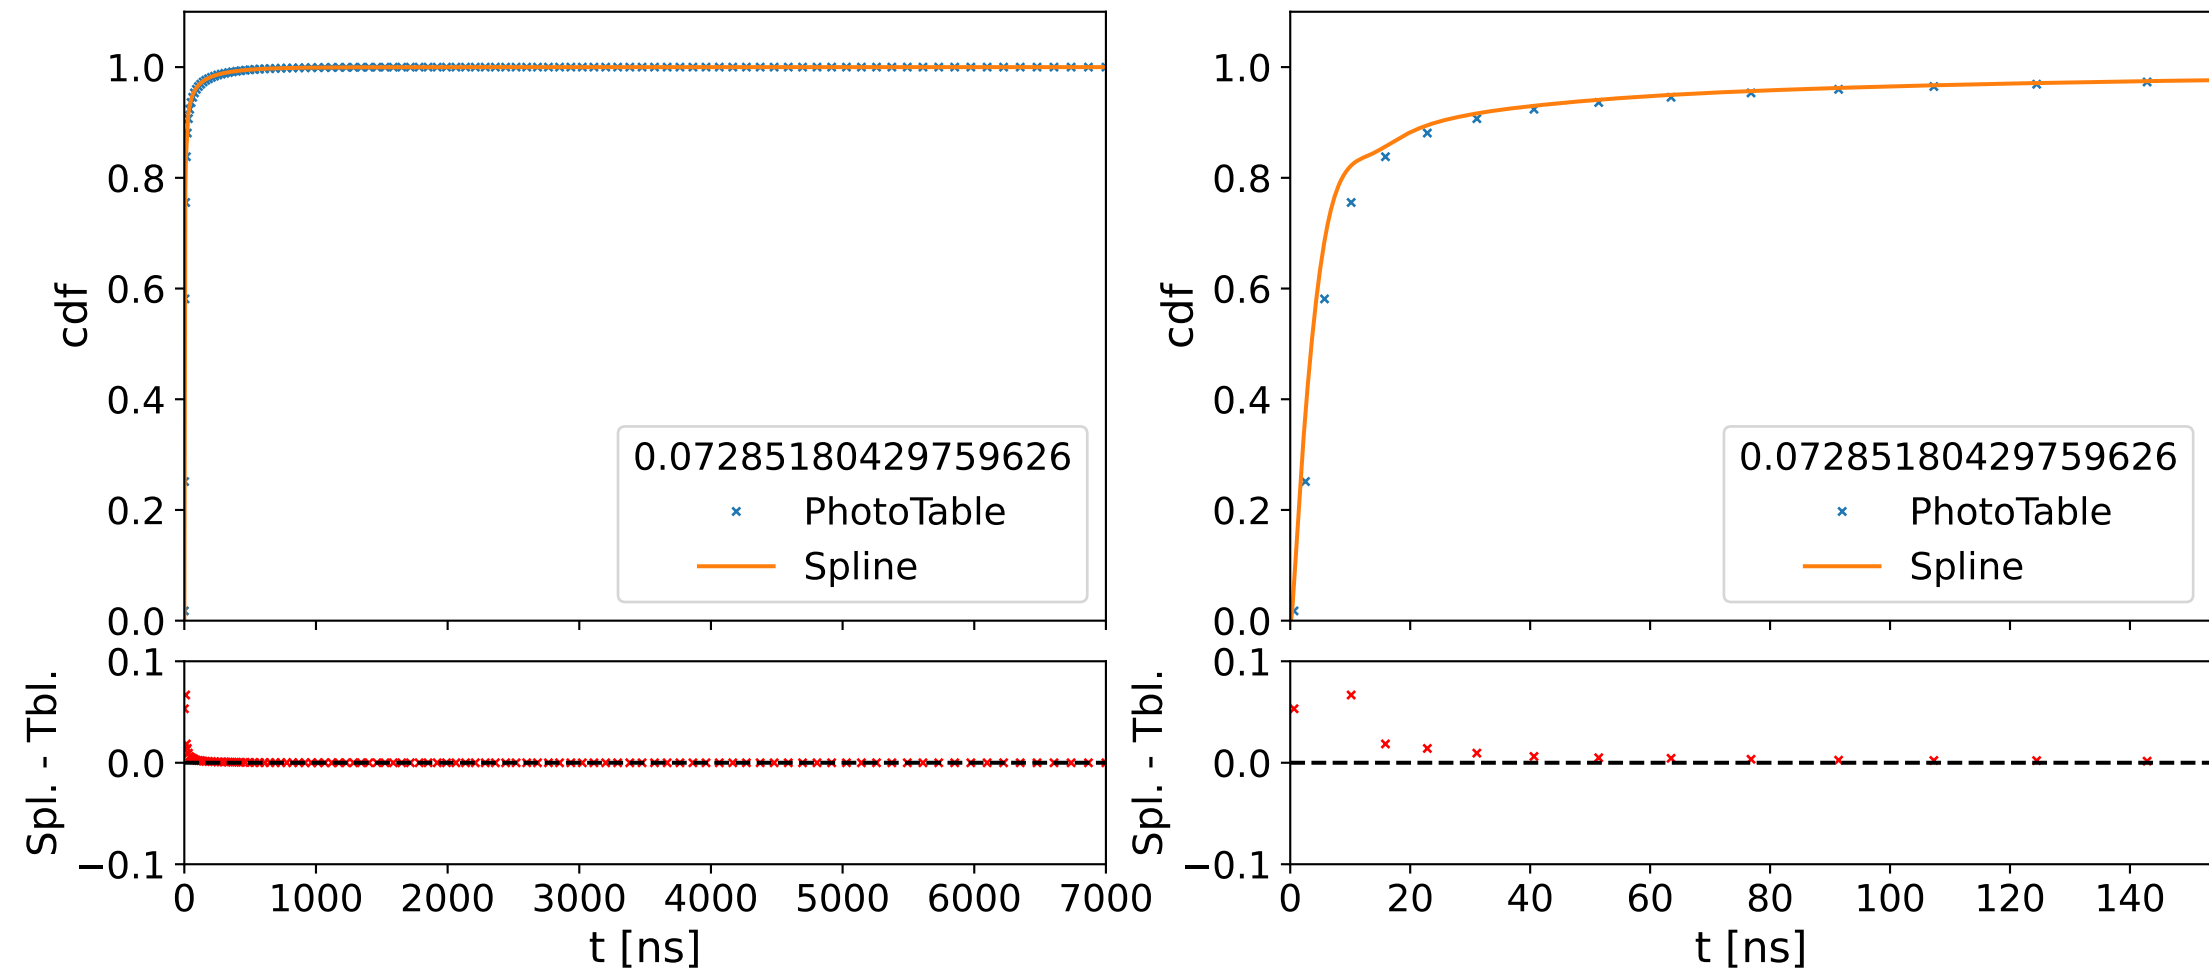 cdf
1.0
0.8
0.6
0.4
0.2
0.0
0.07285180429759626
PhotoTable
Spline
Spl. - Tbl.
0.1
0.0
−0.1
0 1000 2000 3000 4000 5000 6000 7000
t [ns]
cdf
1.0
0.8
0.6
0.4
0.2
0.0
0.07285180429759626
PhotoTable
Spline
Spl. - Tbl.
0.1
0.0
−0.1
0 20 40 60 80 100 120 140
t [ns]